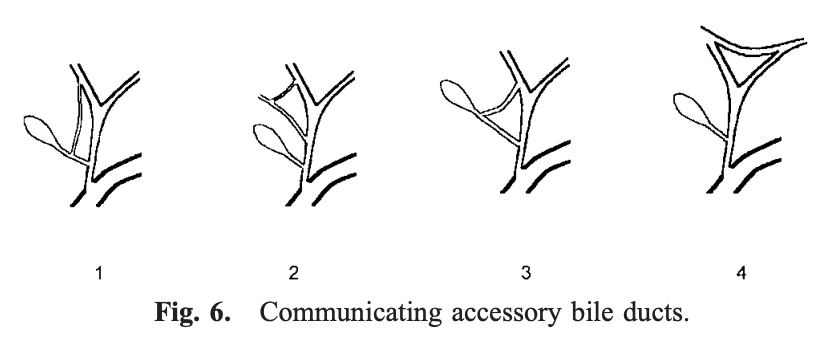 1 2 3 4
Fig. 6. Communicating accessory bile ducts.